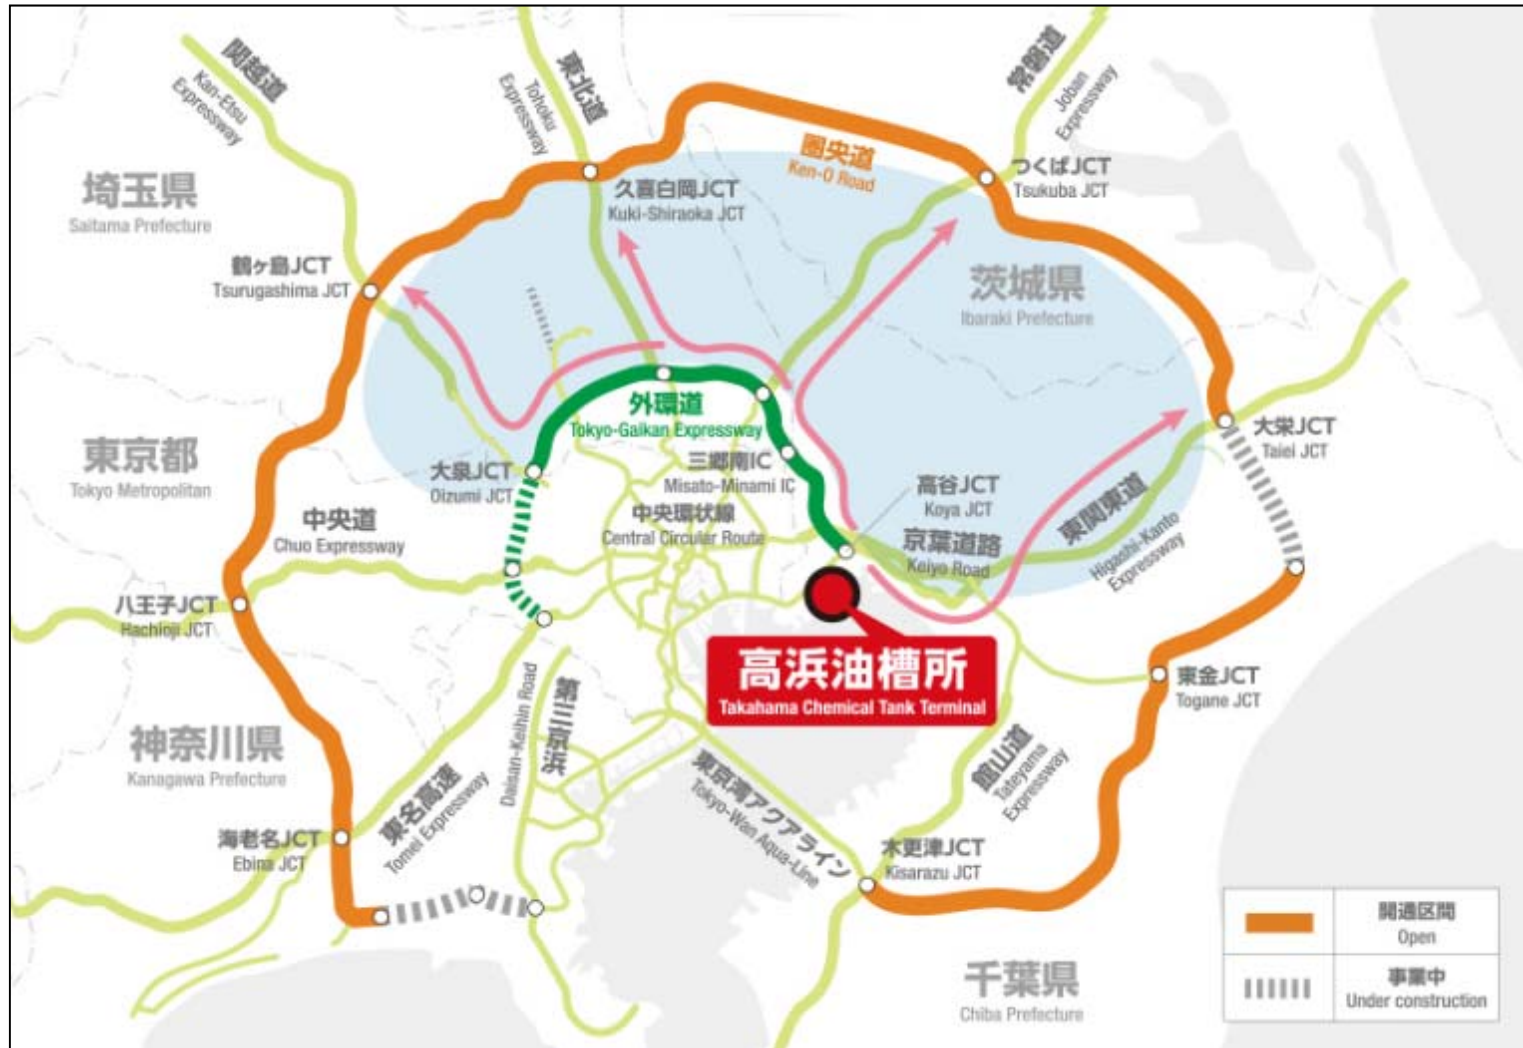 関越道
Kan-Etsu
Expressway
東北道
Tohoku
Expressway
常磐道
Joban
Expressway
圏央道
Ken-O Road
つくばJCT
Tsukuba JCT
久喜白岡JCT
Kuki-Shiraoka JCT
埼玉県
Saitama Prefecture
鶴ヶ島JCT
Tsurugashima JCT
茨城県
Ibaraki Prefecture
外環道
Tokyo-Gaikan Expressway
大栄JCT
Taiei JCT
東京都
Tokyo Metropolitan
大泉JCT
Oizumi JCT
三郷南IC
Misato-Minami IC
高谷JCT
Koya JCT
中央道
Chuo Expressway
中央環状線
Central Circular Route
京葉道路
Keiyo Road
東関東道
Higashi-Kanto
Expressway
八王子JCT
Hachioji JCT
高浜油槽所
Takahama Chemical Tank Terminal
東金JCT
Togane JCT
神奈川県
Kanagawa Prefecture
第三京浜
Daisan-Keihin Road
東名高速
Tomei Expressway
東京湾アクアライン
Tokyo-Wan Aqua-Line
館山道
Tateyama
Expressway
海老名JCT
Ebina JCT
木更津JCT
Kisarazu JCT
千葉県
Chiba Prefecture
開通区間
Open
事業中
Under construction